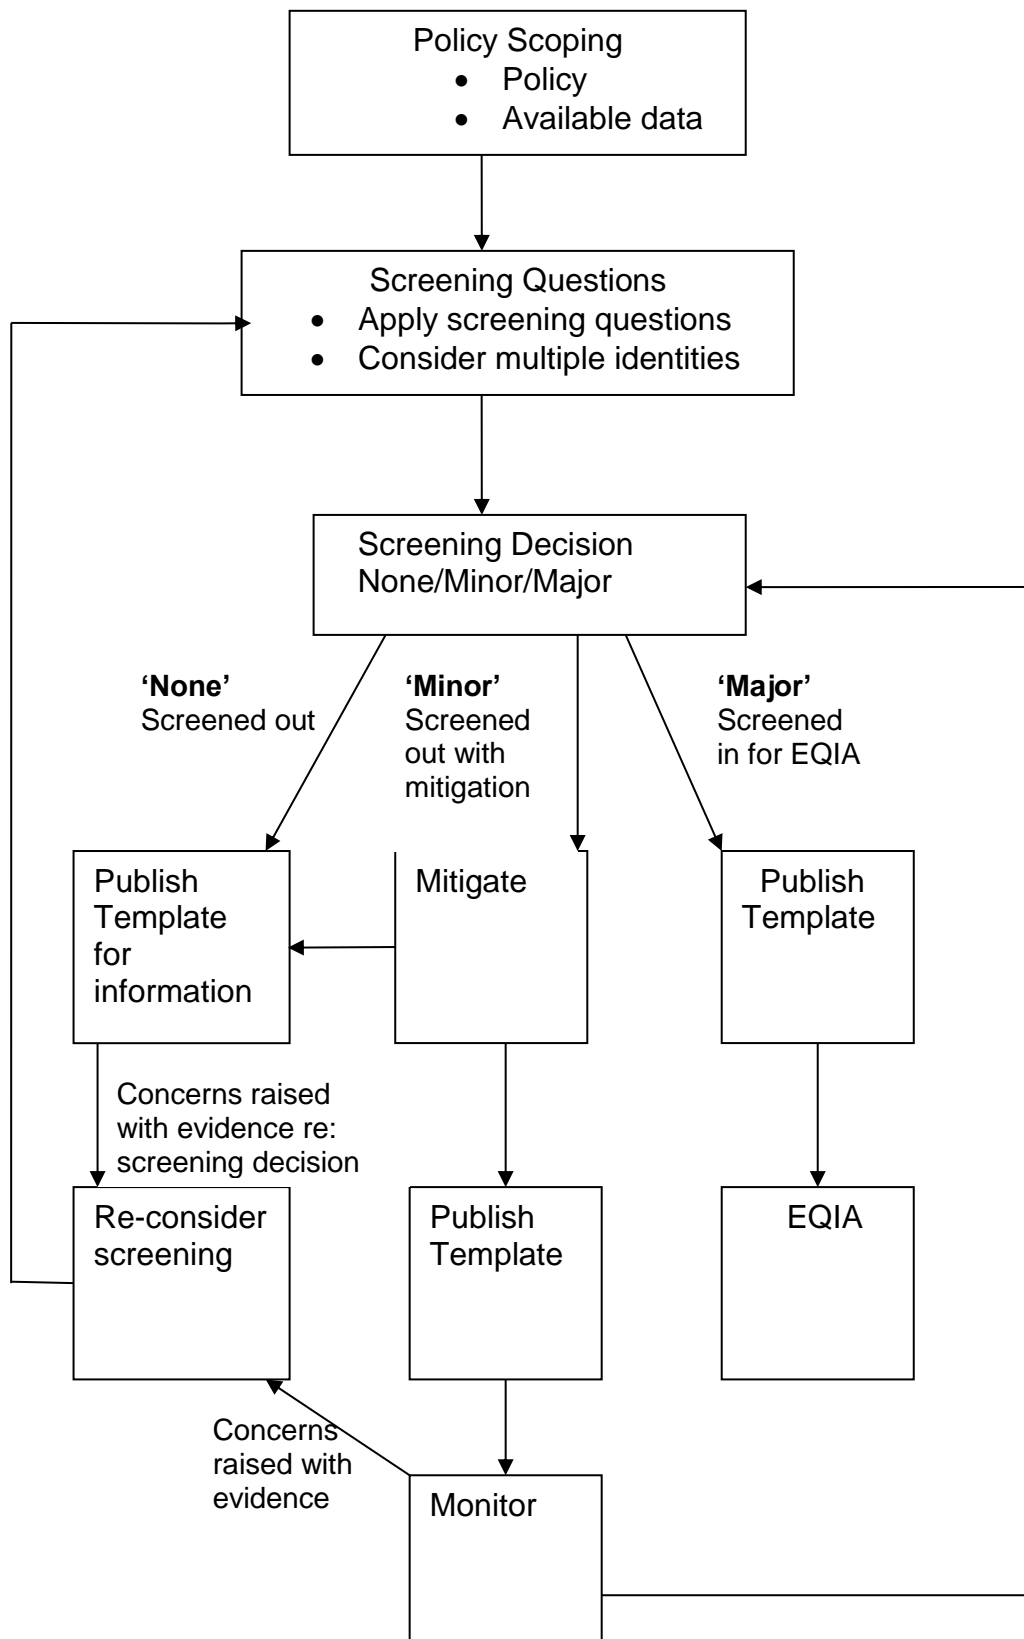 Policy Scoping
• Policy
• Available data
Screening Questions
• Apply screening questions
• Consider multiple identities
Screening Decision
None/Minor/Major
‘None’
Screened out
‘Minor’
Screened
out with
mitigation
‘Major’
Screened
in for EQIA
Publish
Template
for
information
Mitigate
Publish
Template
Concerns raised
with evidence re:
screening decision
Re-consider
screening
Publish
Template
EQIA
Concerns
raised with
evidence
Monitor